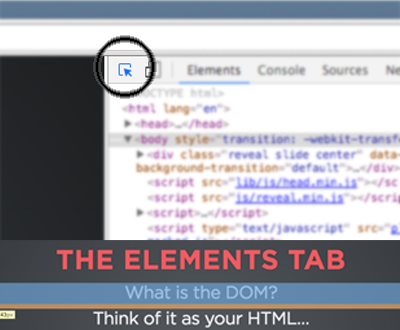 Elements Console Sources Ne
OCTYPE html>
<html lang="en">
▶<head>…</head>
▼<body style="transition: -webkit-transf
▶<div class="reveal slide center" data-
background-transition="default">…</div>
<script src="lib/js/head.min.js"></sc
<script src="js/reveal.min.js"></scri
▶<script>…</script>
<script type="text/javascript" src="p
THE ELEMENTS TAB
What is the DOM?
Think of it as your HTML...